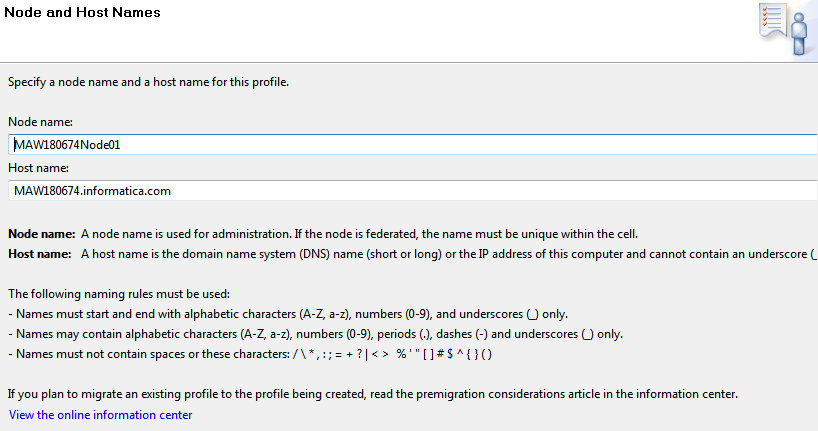 Node and Host Names
Specify a node name and a host name for this profile.
Node name:
MAW180674Node01
Host name:
MAW180674.informatica.com
Node name: A node name is used for administration. If the node is federated, the name must be unique within the cell.
Host name: A host name is the domain name system (DNS) name (short or long) or the IP address of this computer and cannot contain an underscore (_
The following naming rules must be used:
- Names must start and end with alphabetic characters (A-Z, a-z), numbers (0-9), and underscores (_) only.
- Names may contain alphabetic characters (A-Z, a-z), numbers (0-9), periods (.), dashes (-) and underscores (_) only.
- Names must not contain spaces or these characters: / \ * , : ; = + ? | < > % ' " [ ] # $ ^ { } ( )
If you plan to migrate an existing profile to the profile being created, read the premigration considerations article in the information center.
View the online information center